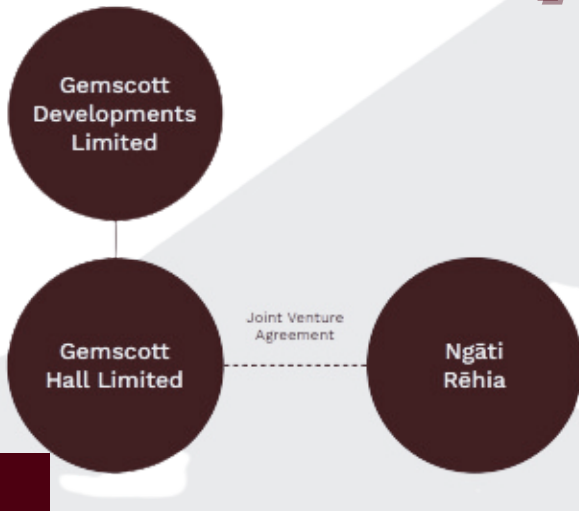 Gemscott
Developments
Limited
Gemscott
Hall Limited
Joint Venture
Agreement
Ngāti
Rēhia